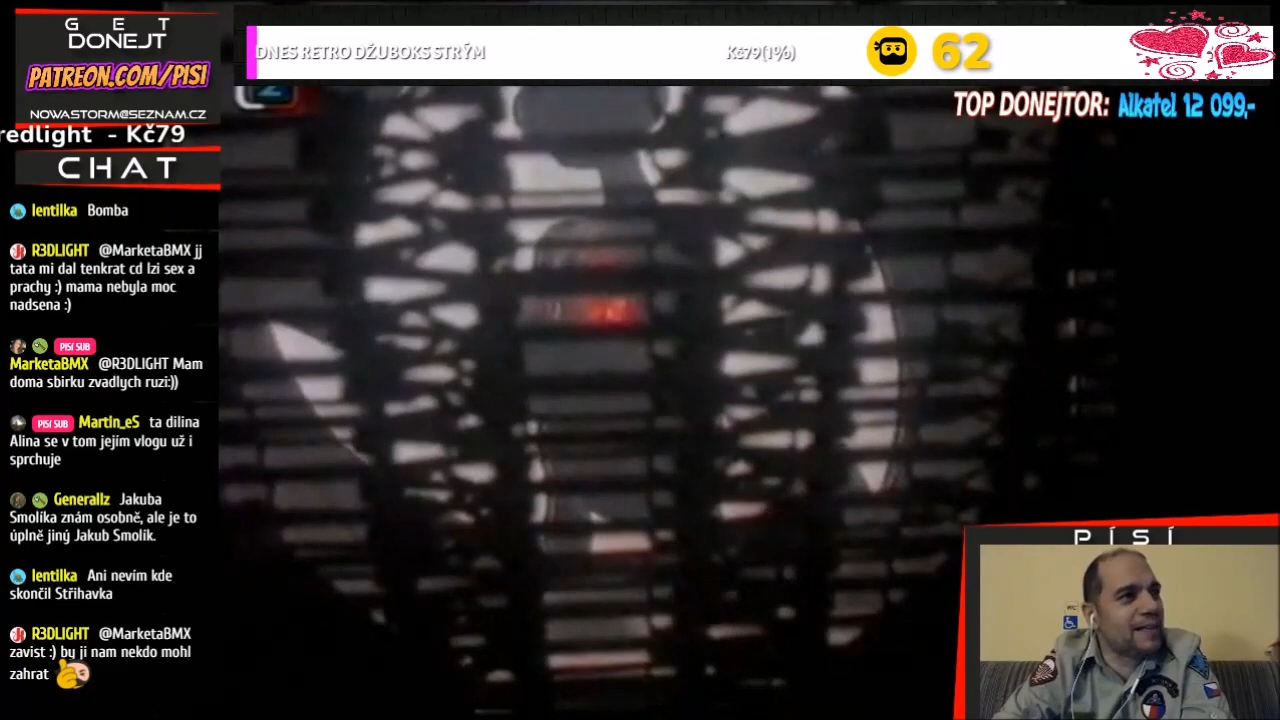 GET
DONEJT
PATREON.COM/PISI
NOWASTORM@SEZNAM.CZ
redlight - Kč79
CHAT
DNES RETRO DŽUBOKS STRÝM
Kč79(1%)
62
TOP DONEJTOR: Alkatel 12 099,-
2
lentilka Bomba
R3DLIGHT @MarketaBMX jj
tata mi dal tenkrat cd lzi sex a
prachy :) mama nebyla moc
nadsena :)
PISI SUB
MarketaBMX @R3DLIGHT Mam
doma sbirku zvadlych ruzi:))
PISI SUB Martin_eS ta dilina
Alina se v tom jejím vlogu už i
sprchuje
Generallz Jakuba
Smolíka znám osobně, ale je to
úplně jiný Jakub Smolík.
lentilka Ani nevím kde
skončil Střihavka
R3DLIGHT @MarketaBMX
zavist :) by ji nam nekdo mohl
zahrat
PÍSÍ
WC